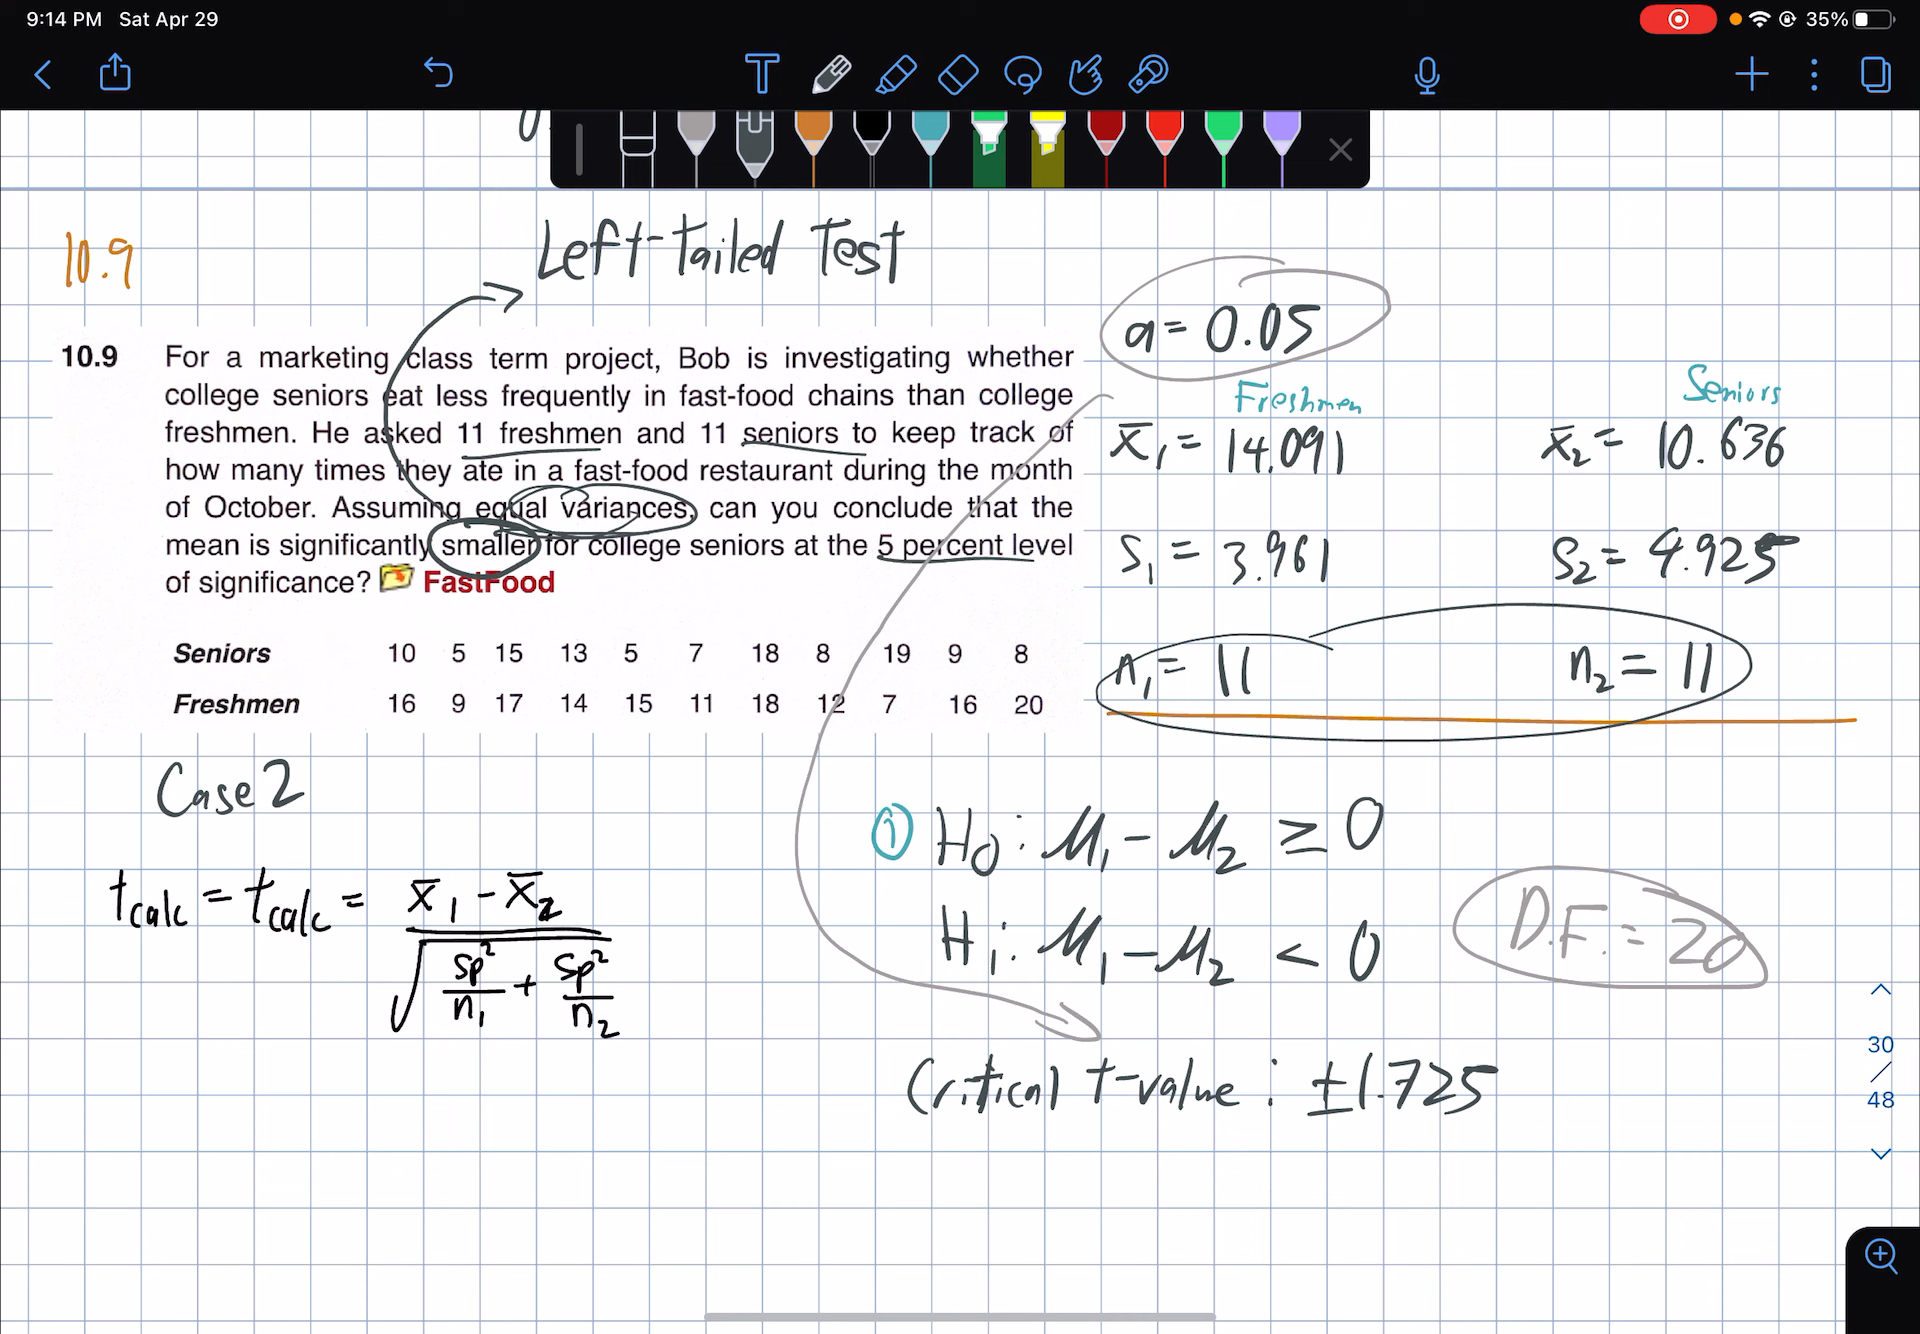 9:14 PM Sat Apr 29
35%
10.9
Left-tailed Test
10.9 For a marketing class term project, Bob is investigating whether
college seniors eat less frequently in fast-food chains than college
freshmen. He asked 11 freshmen and 11 seniors to keep track of
how many times they ate in a fast-food restaurant during the month
of October. Assuming equal variances, can you conclude that the
mean is significantly smaller for college seniors at the 5 percent level
of significance? FastFood
Seniors 10 5 15 13 5 7 18 8 19 9 8
Freshmen 16 9 17 14 15 11 18 12 7 16 20
a = 0.05
Freshmen Seniors
x̄₁ = 14.091 x̄₂ = 10.636
S₁ = 3.961 S₂ = 4.925
n₁ = 11 n₂ = 11
Case 2
tcalc = tcalc = (x̄₁ - x̄₂) / √(sp²/n₁ + sp²/n₂)
① H₀: μ₁ - μ₂ ≥ 0
H₁: μ₁ - μ₂ < 0
D.F. = 20
Critical t-value: ±1.725
30
/
48